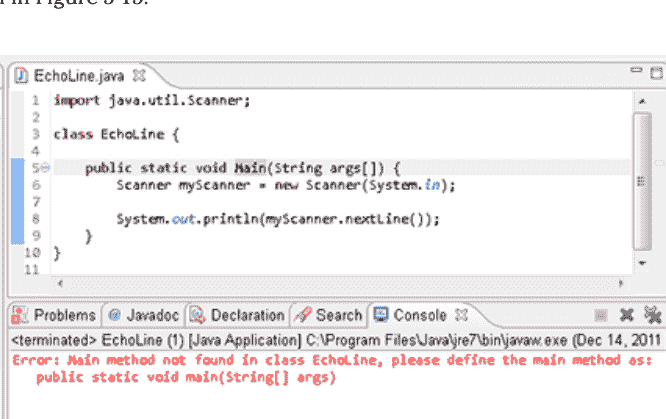 in Figure 3-15.
EchoLine.java
1 import java.util.Scanner;
2
3 class EchoLine {
4
5 public static void Main(String args[]) {
6 Scanner myScanner = new Scanner(System.in);
7
8 System.out.println(myScanner.nextLine());
9 }
10 }
11
Problems @ Javadoc Declaration Search Console
<terminated> EchoLine (1) [Java Application] C:\Program Files\Java\jre7\bin\javaw.exe (Dec 14, 2011
Error: Main method not found in class EchoLine, please define the main method as:
public static void main(String[] args)